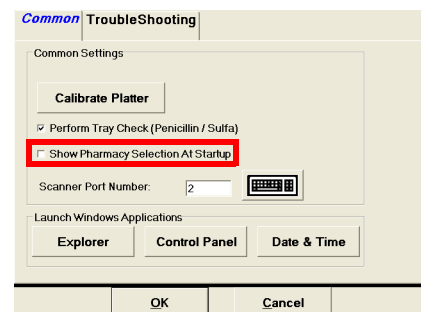 Common TroubleShooting
Common Settings
Calibrate Platter
Perform Tray Check (Penicillin / Sulfa)
Show Pharmacy Selection At Startup
Scanner Port Number: 2
Launch Windows Applications
Explorer Control Panel Date & Time
OK Cancel